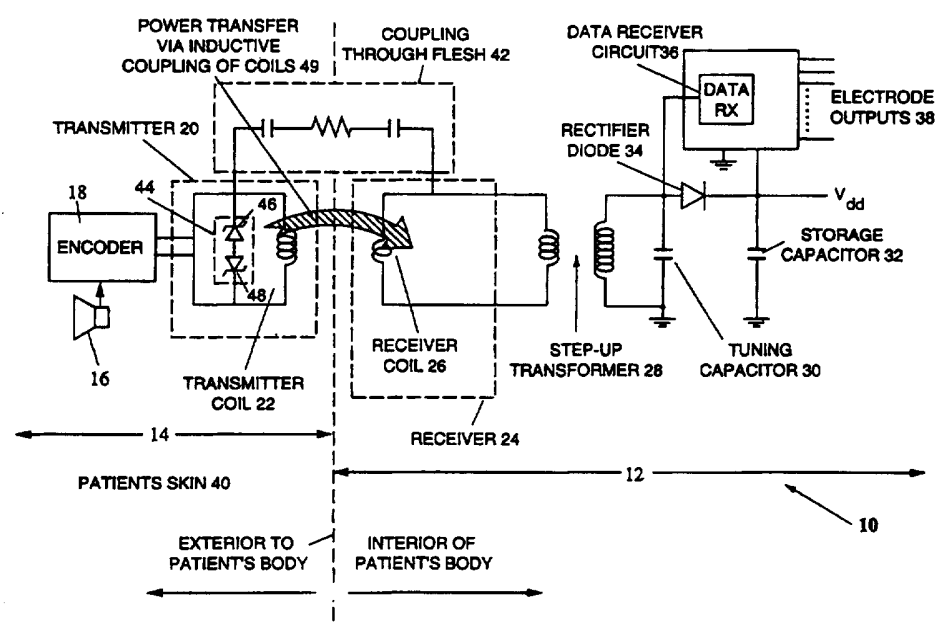 POWER TRANSFER
VIA INDUCTIVE
COUPLING OF COILS 49
COUPLING
THROUGH FLESH 42
DATA RECEIVER
CIRCUIT36
DATA
RX
ELECTRODE
OUTPUTS 38
TRANSMITTER 20
RECTIFIER
DIODE 34
18
44
46
ENCODER
48
V dd
STORAGE
CAPACITOR 32
16
TRANSMITTER
COIL 22
RECEIVER
COIL 26
STEP-UP
TRANSFORMER 28
TUNING
CAPACITOR 30
RECEIVER 24
14
12
PATIENTS SKIN 40
10
EXTERIOR TO
PATIENT'S BODY
INTERIOR OF
PATIENT'S BODY